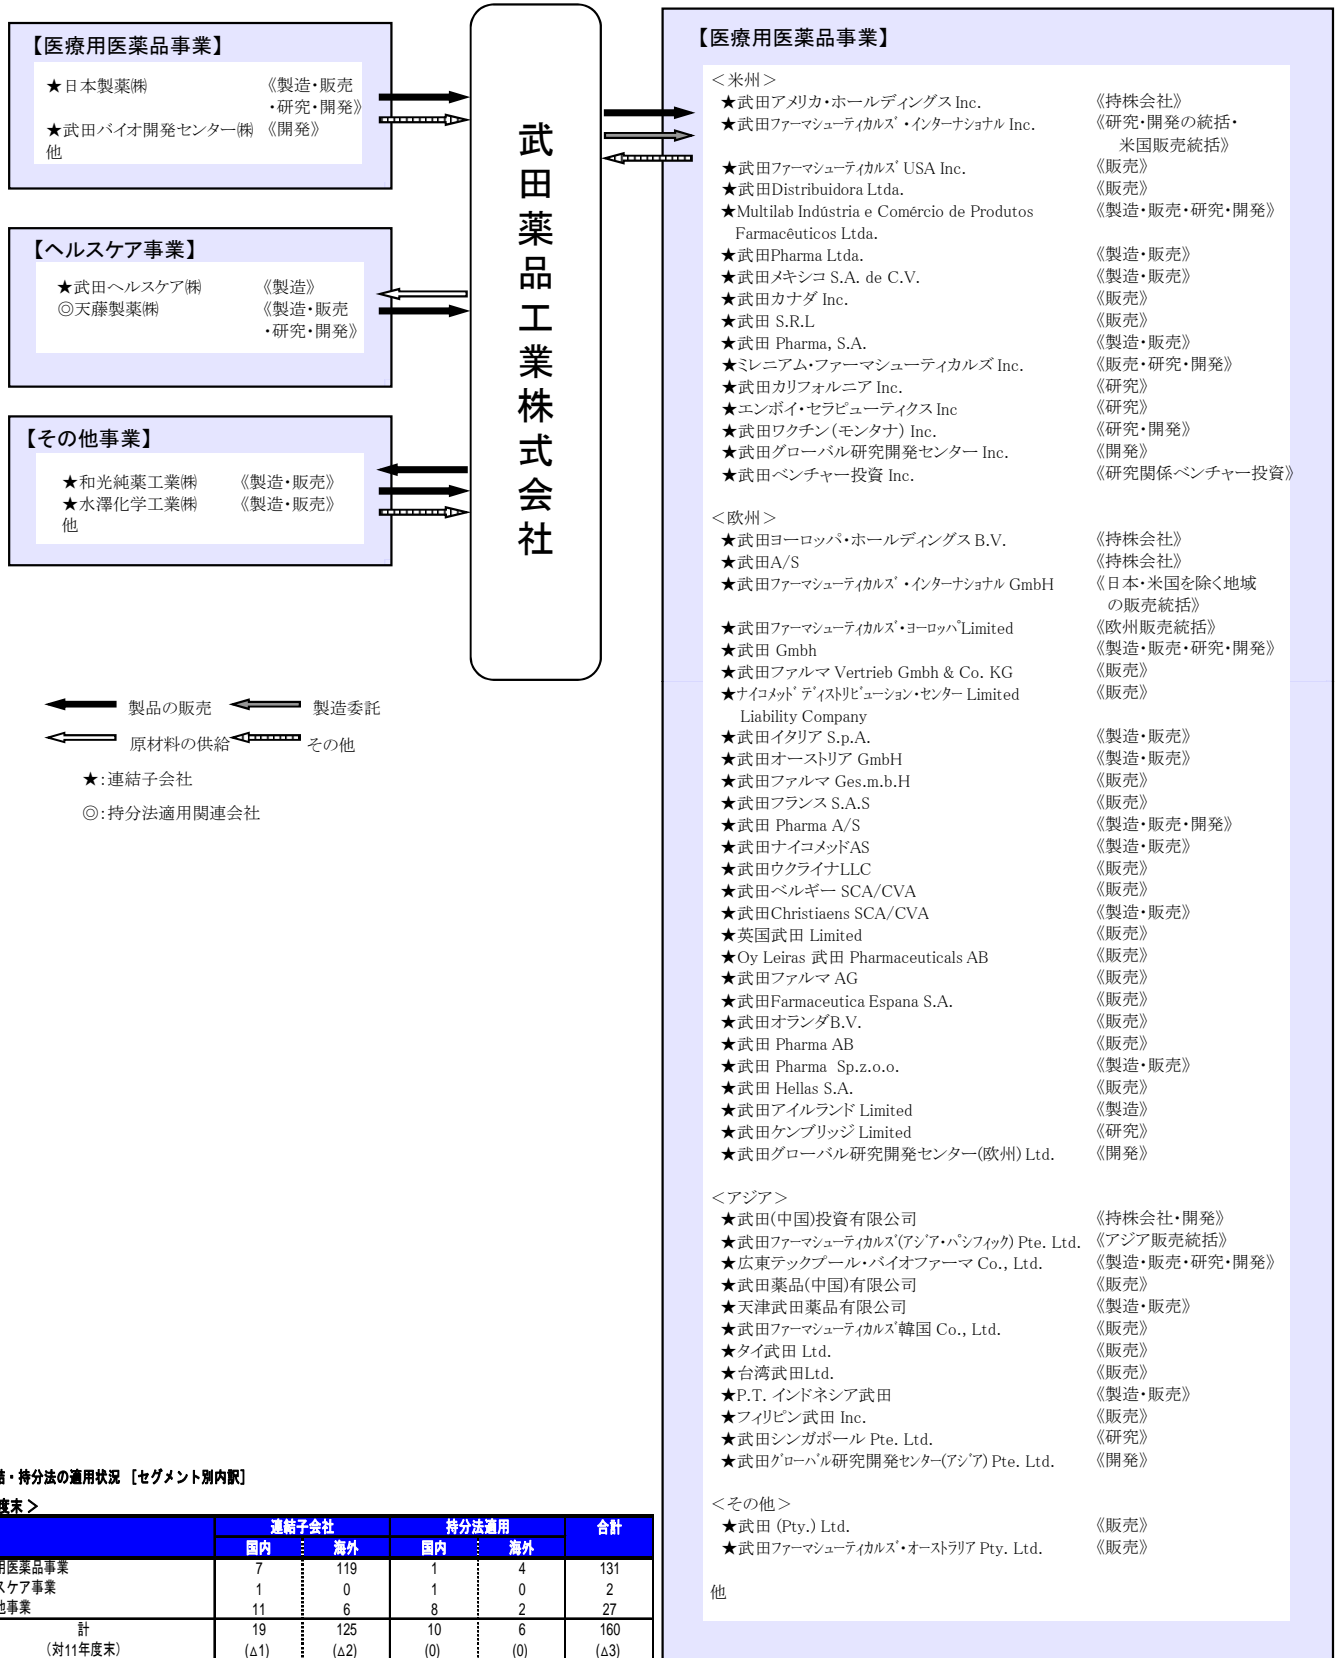 【医療用医薬品事業】
★日本製薬㈱ 《製造・販売
・研究・開発》
★武田バイオ開発センター㈱ 《開発》
他
【ヘルスケア事業】
★武田ヘルスケア㈱ 《製造》
◎天藤製薬㈱ 《製造・販売
・研究・開発》
【その他事業】
★和光純薬工業㈱ 《製造・販売》
★水澤化学工業㈱ 《製造・販売》
他
武田薬品工業株式会社
製品の販売 製造委託
原材料の供給 その他
★:連結子会社
◎:持分法適用関連会社
【医療用医薬品事業】
<米州>
★武田アメリカ・ホールディングス Inc. 《持株会社》
★武田ファーマシューティカルズ・インターナショナル Inc. 《研究・開発の統括・
米国販売統括》
★武田ファーマシューティカルズ USA Inc. 《販売》
★武田Distribuidora Ltda. 《販売》
★Multilab Indústria e Comércio de Produtos 《製造・販売・研究・開発》
Farmacêuticos Ltda.
★武田Pharma Ltda. 《製造・販売》
★武田メキシコ S.A. de C.V. 《製造・販売》
★武田カナダ Inc. 《販売》
★武田 S.R.L 《販売》
★武田 Pharma, S.A. 《製造・販売》
★ミレニアム・ファーマシューティカルズ Inc. 《販売・研究・開発》
★武田カリフォルニア Inc. 《研究》
★エンボイ・セラピューティクス Inc 《研究》
★武田ワクチン(モンタナ) Inc. 《研究・開発》
★武田グローバル研究開発センター Inc. 《開発》
★武田ベンチャー投資 Inc. 《研究関係ベンチャー投資》
<欧州>
★武田ヨーロッパ・ホールディングス B.V. 《持株会社》
★武田A/S 《持株会社》
★武田ファーマシューティカルズ・インターナショナル GmbH 《日本・米国を除く地域
の販売統括》
★武田ファーマシューティカルズ・ヨーロッパLimited 《欧州販売統括》
★武田 Gmbh 《製造・販売・研究・開発》
★武田ファルマ Vertrieb Gmbh & Co. KG 《販売》
★ナイコメッド ディストリビューション・センター Limited 《販売》
Liability Company
★武田イタリア S.p.A. 《製造・販売》
★武田オーストリア GmbH 《製造・販売》
★武田ファルマ Ges.m.b.H 《販売》
★武田フランス S.A.S 《販売》
★武田 Pharma A/S 《製造・販売・開発》
★武田ナイコメッドAS 《製造・販売》
★武田ウクライナLLC 《販売》
★武田ベルギー SCA/CVA 《販売》
★武田Christiaens SCA/CVA 《製造・販売》
★英国武田 Limited 《販売》
★Oy Leiras 武田 Pharmaceuticals AB 《販売》
★武田ファルマ AG 《販売》
★武田Farmaceutica Espana S.A. 《販売》
★武田オランダB.V. 《販売》
★武田 Pharma AB 《販売》
★武田 Pharma Sp.z.o.o. 《製造・販売》
★武田 Hellas S.A. 《販売》
★武田アイルランド Limited 《製造》
★武田ケンブリッジ Limited 《研究》
★武田グローバル研究開発センター(欧州) Ltd. 《開発》
<アジア>
★武田(中国)投資有限公司 《持株会社・開発》
★武田ファーマシューティカルズ(アジア・パシフィック) Pte. Ltd. 《アジア販売統括》
★広東テックプール・バイオファーマ Co., Ltd. 《製造・販売・研究・開発》
★武田薬品(中国)有限公司 《販売》
★天津武田薬品有限公司 《製造・販売》
★武田ファーマシューティカルズ韓国 Co., Ltd. 《販売》
★タイ武田 Ltd. 《販売》
★台湾武田Ltd. 《販売》
★P.T. インドネシア武田 《製造・販売》
★フィリピン武田 Inc. 《販売》
★武田シンガポール Pte. Ltd. 《研究》
★武田グローバル研究開発センター(アジア) Pte. Ltd. 《開発》
<その他>
★武田 (Pty.) Ltd. 《販売》
★武田ファーマシューティカルズ・オーストラリア Pty. Ltd. 《販売》
他
・持分法の適用状況 [セグメント別内訳]
度末>
連結子会社 持分法適用 合計
国内 海外 国内 海外
用医薬品事業 7 119 1 4 131
スケア事業 1 0 1 0 2
他事業 11 6 8 2 27
計 19 125 10 6 160
(対11年度末) (△1) (△2) (0) (0) (△3)